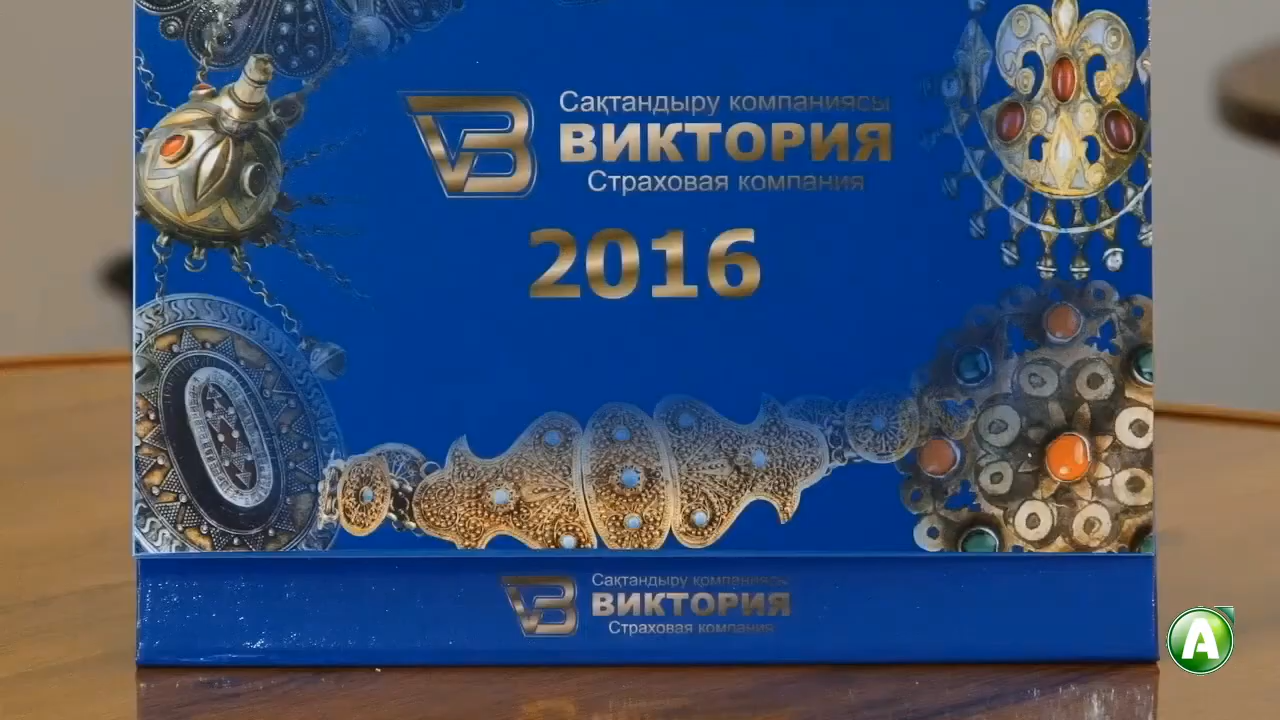 Сақтандыру компаниясы
ВИКТОРИЯ
Страховая компания
2016
Сақтандыру компаниясы
ВИКТОРИЯ
Страховая компания
A